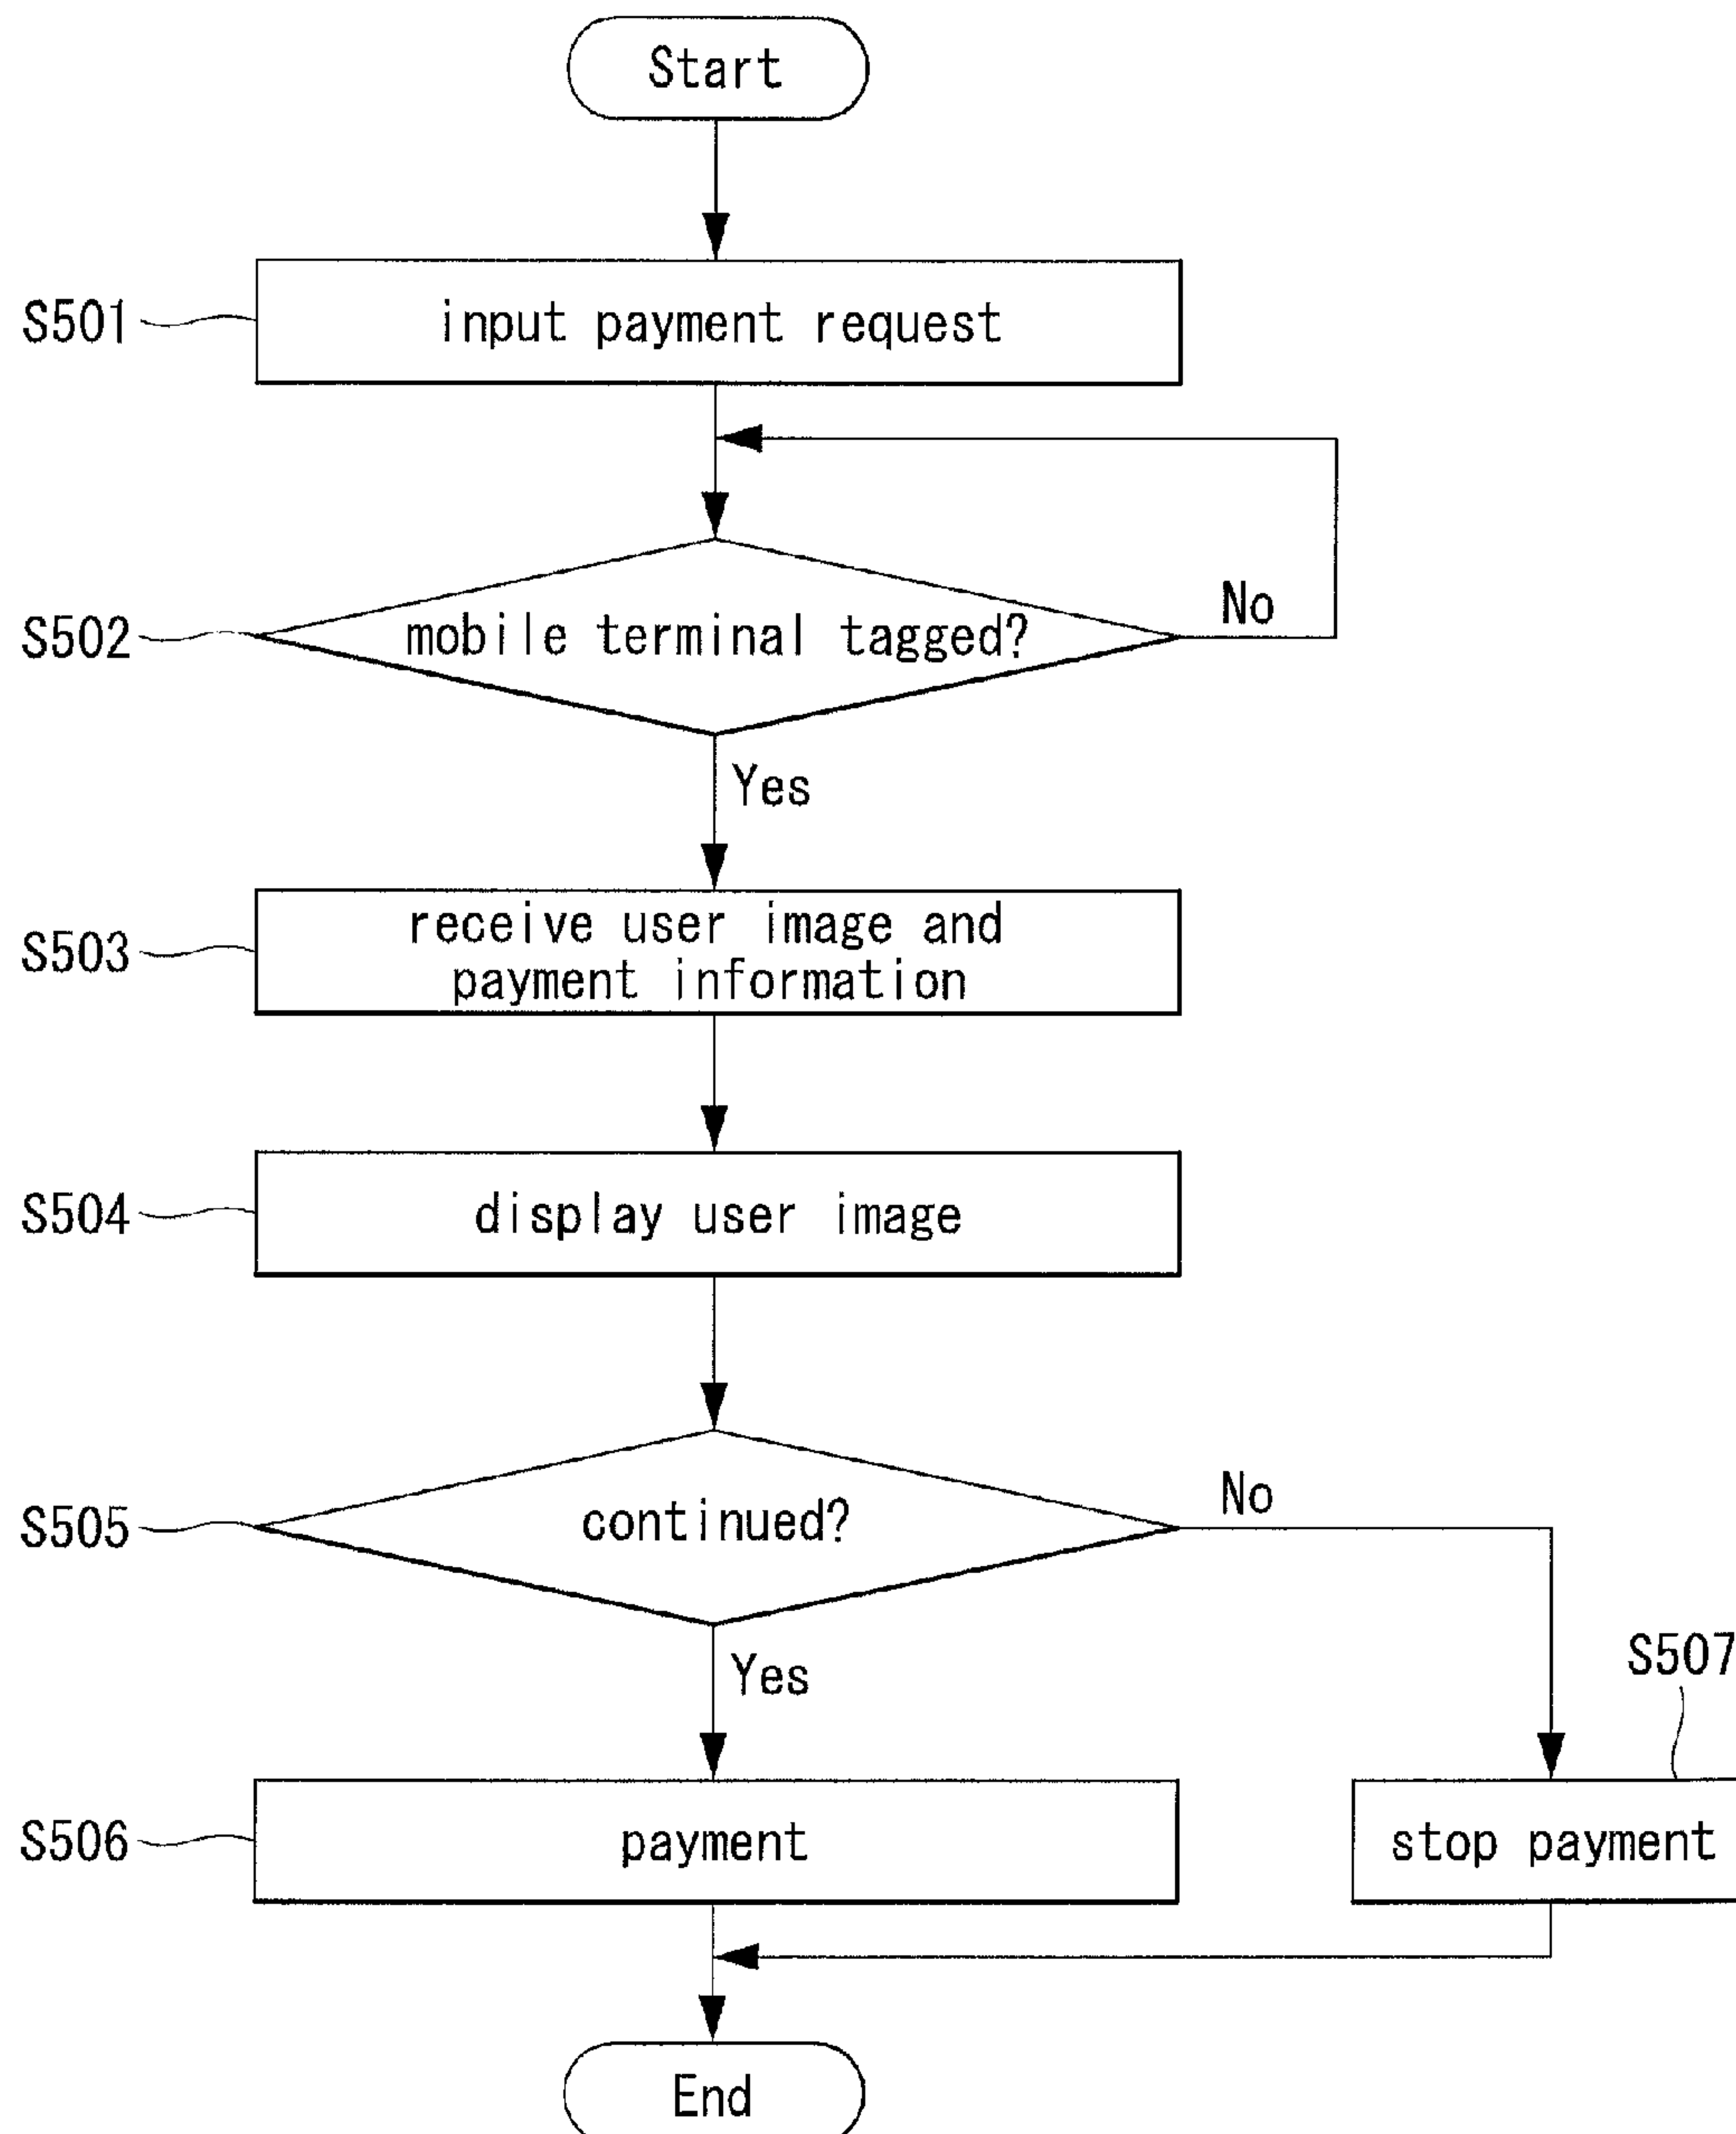 Start
S501
input payment request
S502
mobile terminal tagged?
No
Yes
S503
receive user image and
payment information
S504
display user image
S505
continued?
No
Yes
S507
S506
payment
stop payment
End